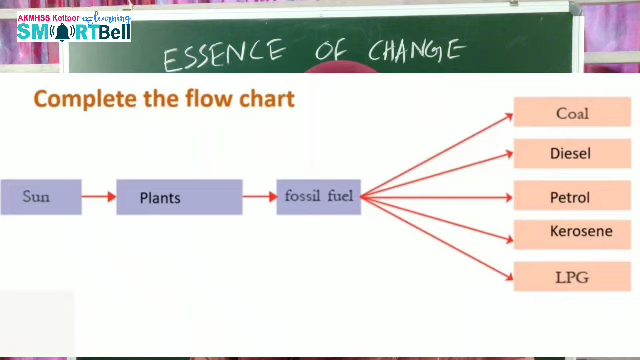 AKMHSS Kottoor e-learning
SMARTBell
ESSENCE OF CHANGE
Complete the flow chart
Sun
Plants
fossil fuel
Coal
Diesel
Petrol
Kerosene
LPG